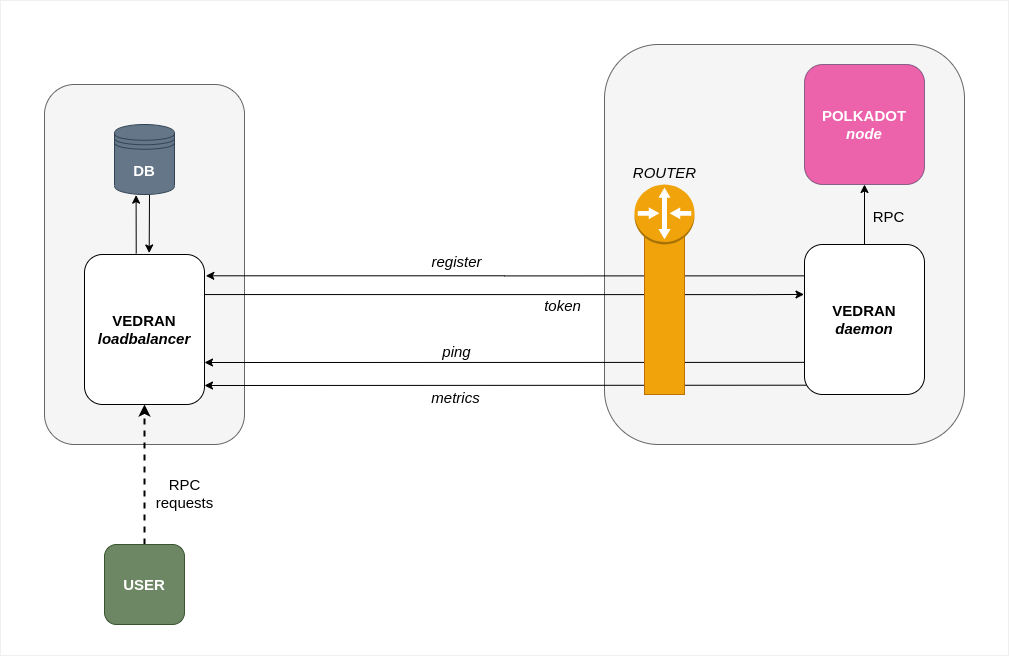 POLKADOT
node
DB
ROUTER
RPC
register
token
VEDRAN
loadbalancer
VEDRAN
daemon
ping
metrics
RPC
requests
USER